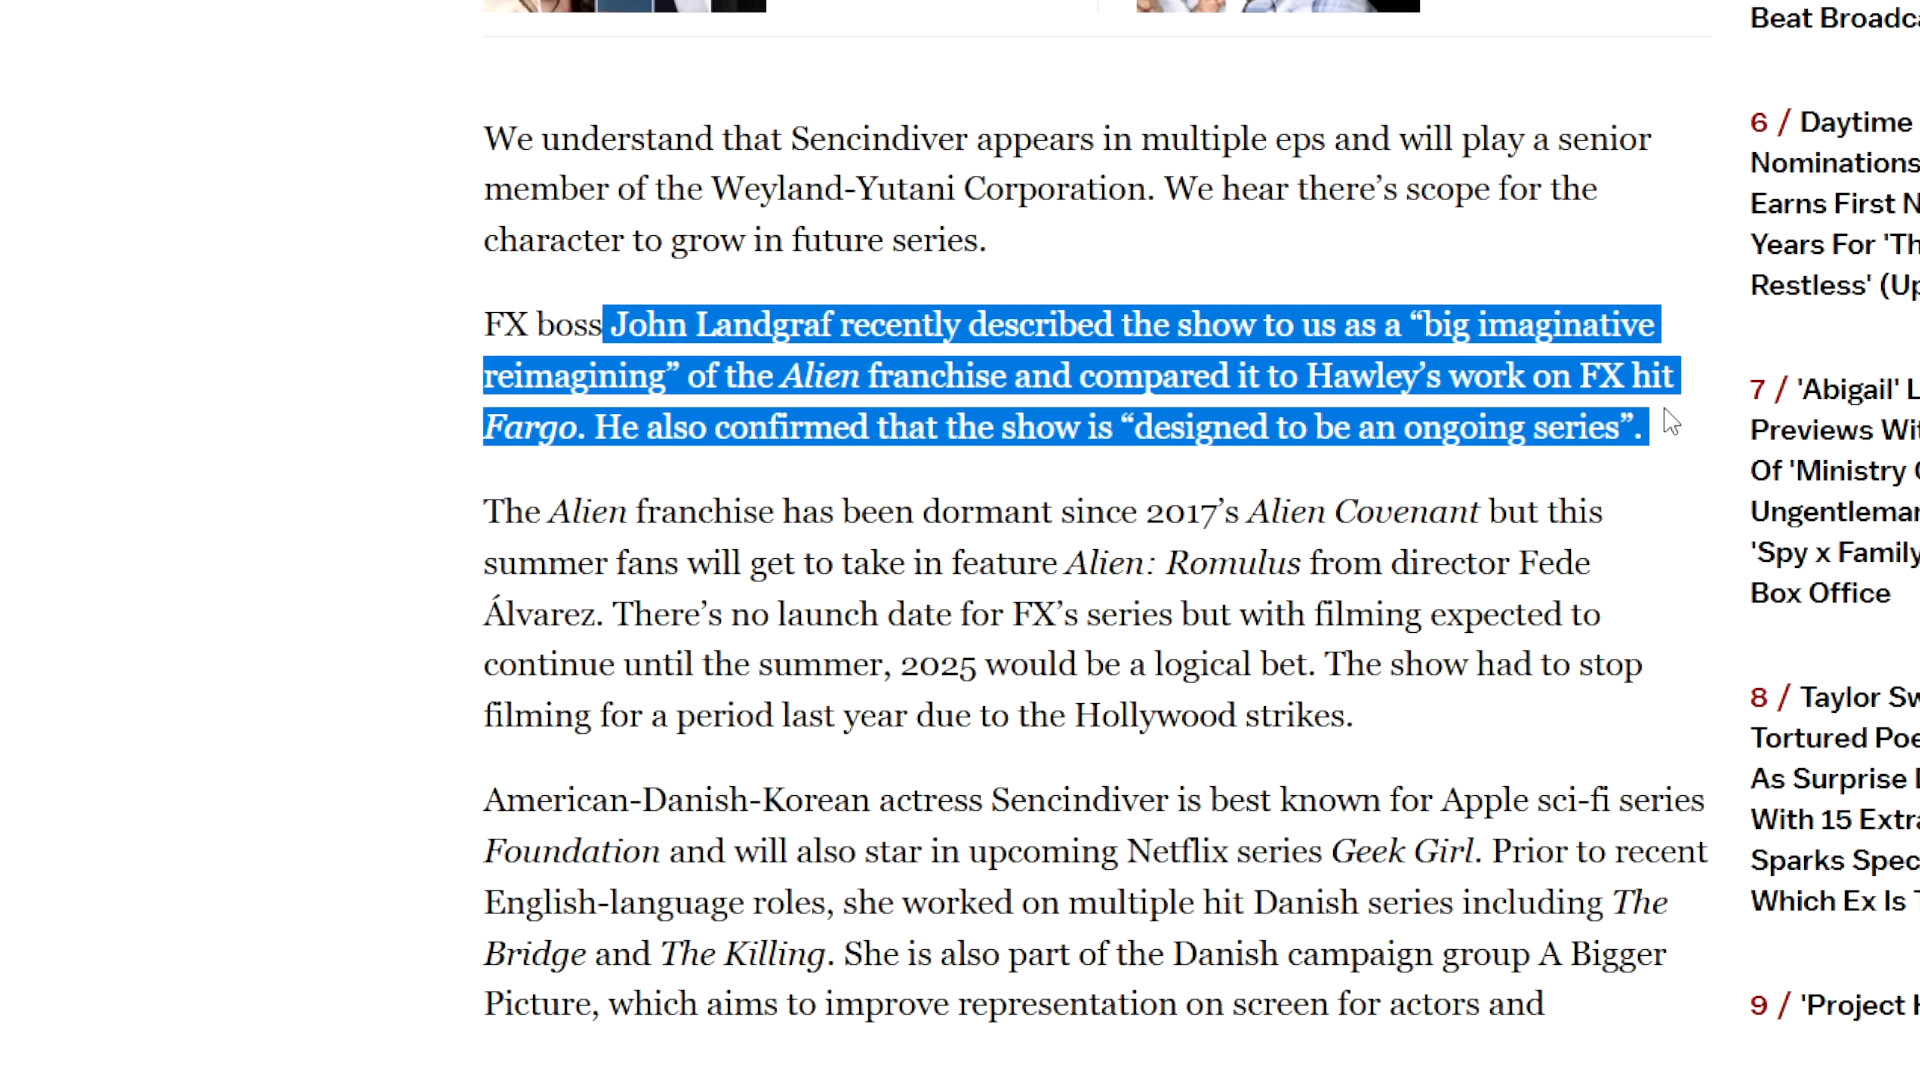 We understand that Sencindiver appears in multiple eps and will play a senior
member of the Weyland-Yutani Corporation. We hear there’s scope for the
character to grow in future series.
FX boss John Landgraf recently described the show to us as a “big imaginative
reimagining” of the Alien franchise and compared it to Hawley’s work on FX hit
Fargo. He also confirmed that the show is “designed to be an ongoing series”.
The Alien franchise has been dormant since 2017’s Alien Covenant but this
summer fans will get to take in feature Alien: Romulus from director Fede
Álvarez. There’s no launch date for FX’s series but with filming expected to
continue until the summer, 2025 would be a logical bet. The show had to stop
filming for a period last year due to the Hollywood strikes.
American-Danish-Korean actress Sencindiver is best known for Apple sci-fi series
Foundation and will also star in upcoming Netflix series Geek Girl. Prior to recent
English-language roles, she worked on multiple hit Danish series including The
Bridge and The Killing. She is also part of the Danish campaign group A Bigger
Picture, which aims to improve representation on screen for actors and
Beat
6 / Daytime
Nominations
Earns First
Years For 'Th
Restless' (Up
7 / 'Abigail'
Previews
Of 'Ministry
'Spy x Family
Box Office
8 / Taylor
Tortured
As Surprise
With 15
Sparks
Which Ex Is
9 / 'Project